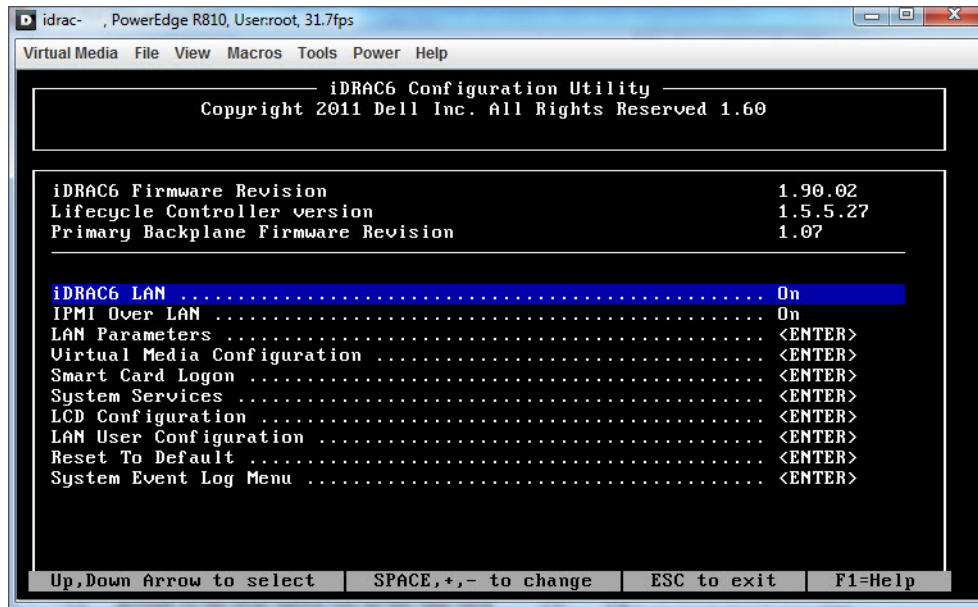 idrac- , PowerEdge R810, User:root, 31.7fps
Virtual Media File View Macros Tools Power Help
iDRAC6 Configuration Utility
Copyright 2011 Dell Inc. All Rights Reserved 1.60
iDRAC6 Firmware Revision 1.90.02
Lifecycle Controller version 1.5.5.27
Primary Backplane Firmware Revision 1.07
iDRAC6 LAN ................................................... On
IPMI Over LAN ................................................ On
LAN Parameters ............................................... <ENTER>
Virtual Media Configuration .................................. <ENTER>
Smart Card Logon ............................................. <ENTER>
System Services .............................................. <ENTER>
LCD Configuration ............................................ <ENTER>
LAN User Configuration ....................................... <ENTER>
Reset To Default ............................................. <ENTER>
System Event Log Menu ........................................ <ENTER>
Up,Down Arrow to select SPACE,+,- to change ESC to exit F1=Help